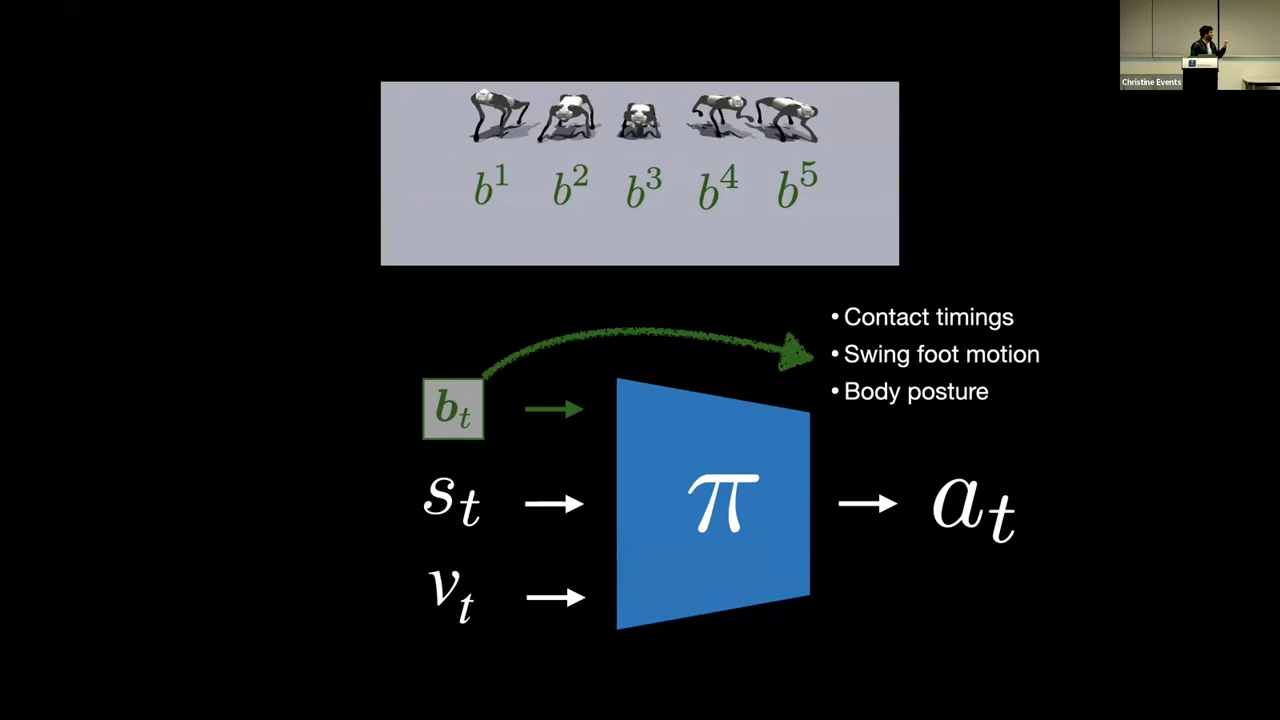 Christine Events
b¹ b² b³ b⁴ b⁵
• Contact timings
• Swing foot motion
• Body posture
bₜ
sₜ π aₜ
vₜ